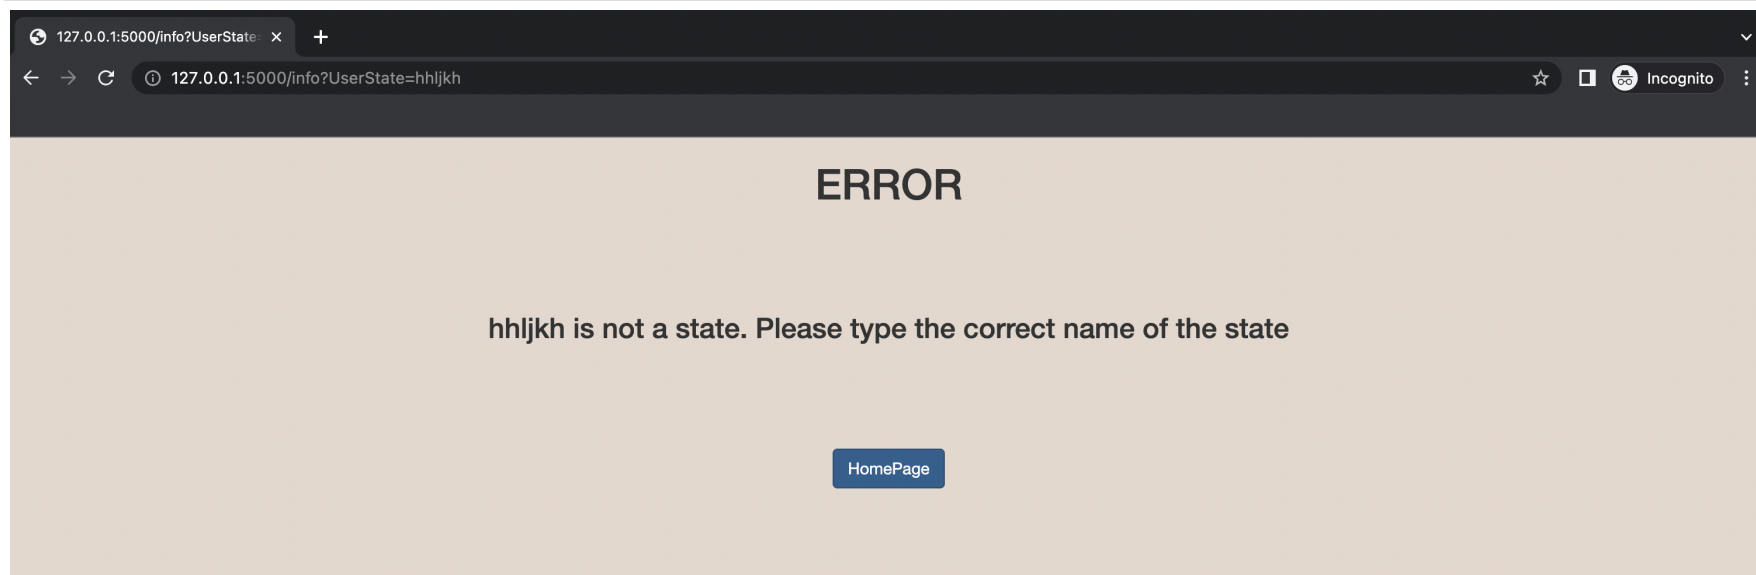 127.0.0.1:5000/info?UserState=
127.0.0.1:5000/info?UserState=hhljkh
Incognito
ERROR
hhljkh is not a state. Please type the correct name of the state
HomePage